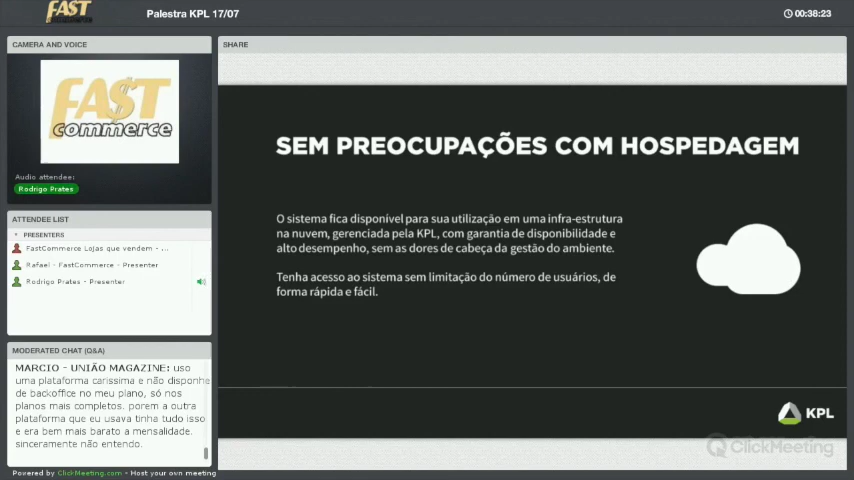 FAST
commerce
Palestra KPL 17/07
00:38:23
CAMERA AND VOICE
FAST
commerce
Audio attendee:
Rodrigo Prates
ATTENDEE LIST
PRESENTERS
FastCommerce Lojas que vendem - ...
Rafael - FastCommerce - Presenter
Rodrigo Prates - Presenter
MODERATED CHAT (Q&A)
MARCIO - UNIÃO MAGAZINE: uso
uma plataforma carissima e não disponhe
de backoffice no meu plano, só nos
planos mais completos. porem a outra
plataforma que eu usava tinha tudo isso
e era bem mais barato a mensalidade.
sinceramente não entendo.
Powered by ClickMeeting.com • Host your own meeting
SHARE
SEM PREOCUPAÇÕES COM HOSPEDAGEM
O sistema fica disponível para sua utilização em uma infra-estrutura
na nuvem, gerenciada pela KPL, com garantia de disponibilidade e
alto desempenho, sem as dores de cabeça da gestão do ambiente.
Tenha acesso ao sistema sem limitação do número de usuários, de
forma rápida e fácil.
KPL
ClickMeeting